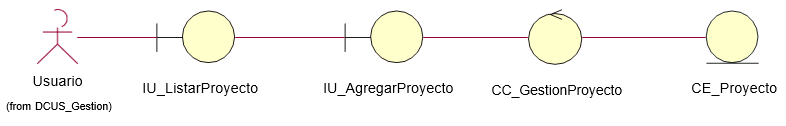 Usuario
(from DCUS_Gestion)
IU_ListarProyecto
IU_AgregarProyecto
CC_GestionProyecto
CE_Proyecto